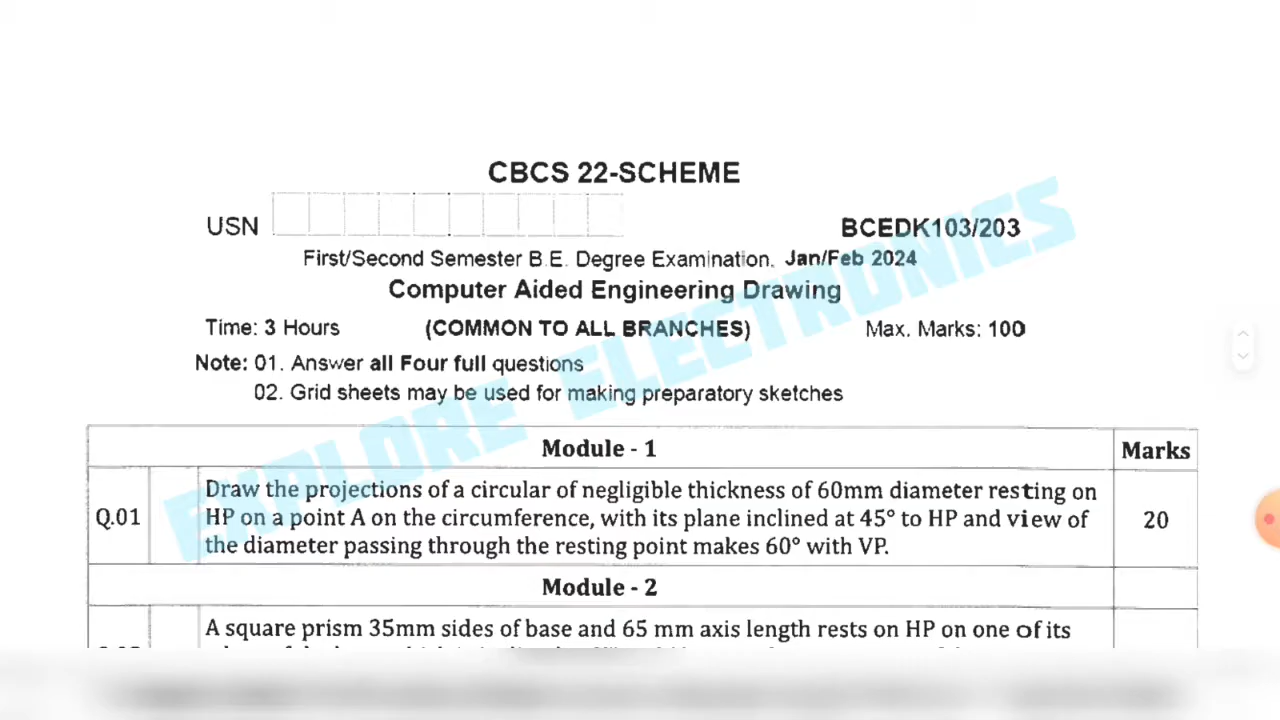 CBCS 22-SCHEME
USN
BCEDK103/203
First/Second Semester B.E. Degree Examination, Jan/Feb 2024
Computer Aided Engineering Drawing
Time: 3 Hours (COMMON TO ALL BRANCHES) Max. Marks: 100
Note: 01. Answer all Four full questions
02. Grid sheets may be used for making preparatory sketches
EXPLORE ELECTRONICS
Module - 1 Marks
Draw the projections of a circular of negligible thickness of 60mm diameter resting on
Q.01 HP on a point A on the circumference, with its plane inclined at 45° to HP and view of 20
the diameter passing through the resting point makes 60° with VP.
Module - 2
A square prism 35mm sides of base and 65 mm axis length rests on HP on one of its